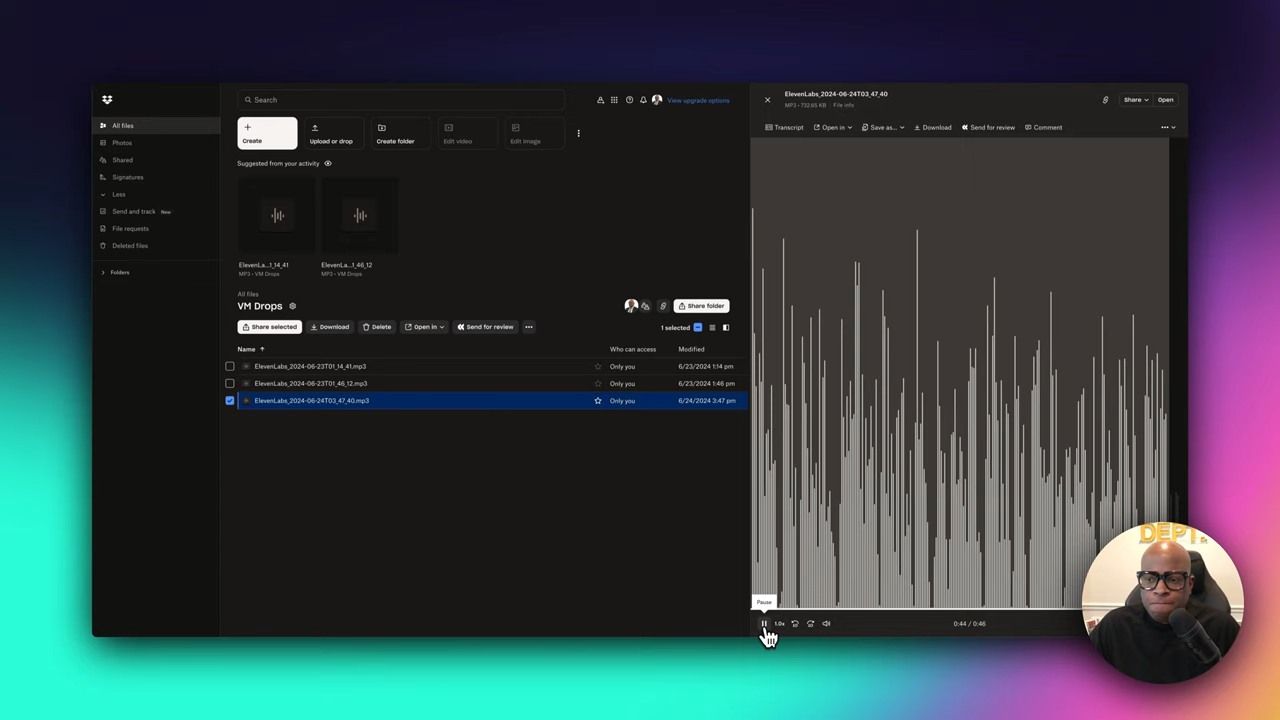 All files
Photos
Shared
Signatures
Less
Send and track New
File requests
Deleted files
Folders
Search
View upgrade options
Create
Upload or drop
Create folder
Edit video
Edit image
Suggested from your activity
ElevenLa...1_14_41
MP3 • VM Drops
ElevenLa...1_46_12
MP3 • VM Drops
All files
VM Drops
Share folder
Share selected
Download
Delete
Open in
Send for review
1 selected
Name
Who can access
Modified
ElevenLabs_2024-06-23T01_14_41.mp3
Only you
6/23/2024 1:14 pm
ElevenLabs_2024-06-23T01_46_12.mp3
Only you
6/23/2024 1:46 pm
ElevenLabs_2024-06-24T03_47_40.mp3
Only you
6/24/2024 3:47 pm
ElevenLabs_2024-06-24T03_47_40
MP3 • 732.65 KB
File info
Share
Open
Transcript
Open in
Save as...
Download
Send for review
Comment
Pause
1.0x
0:44 / 0:46
DEPT.